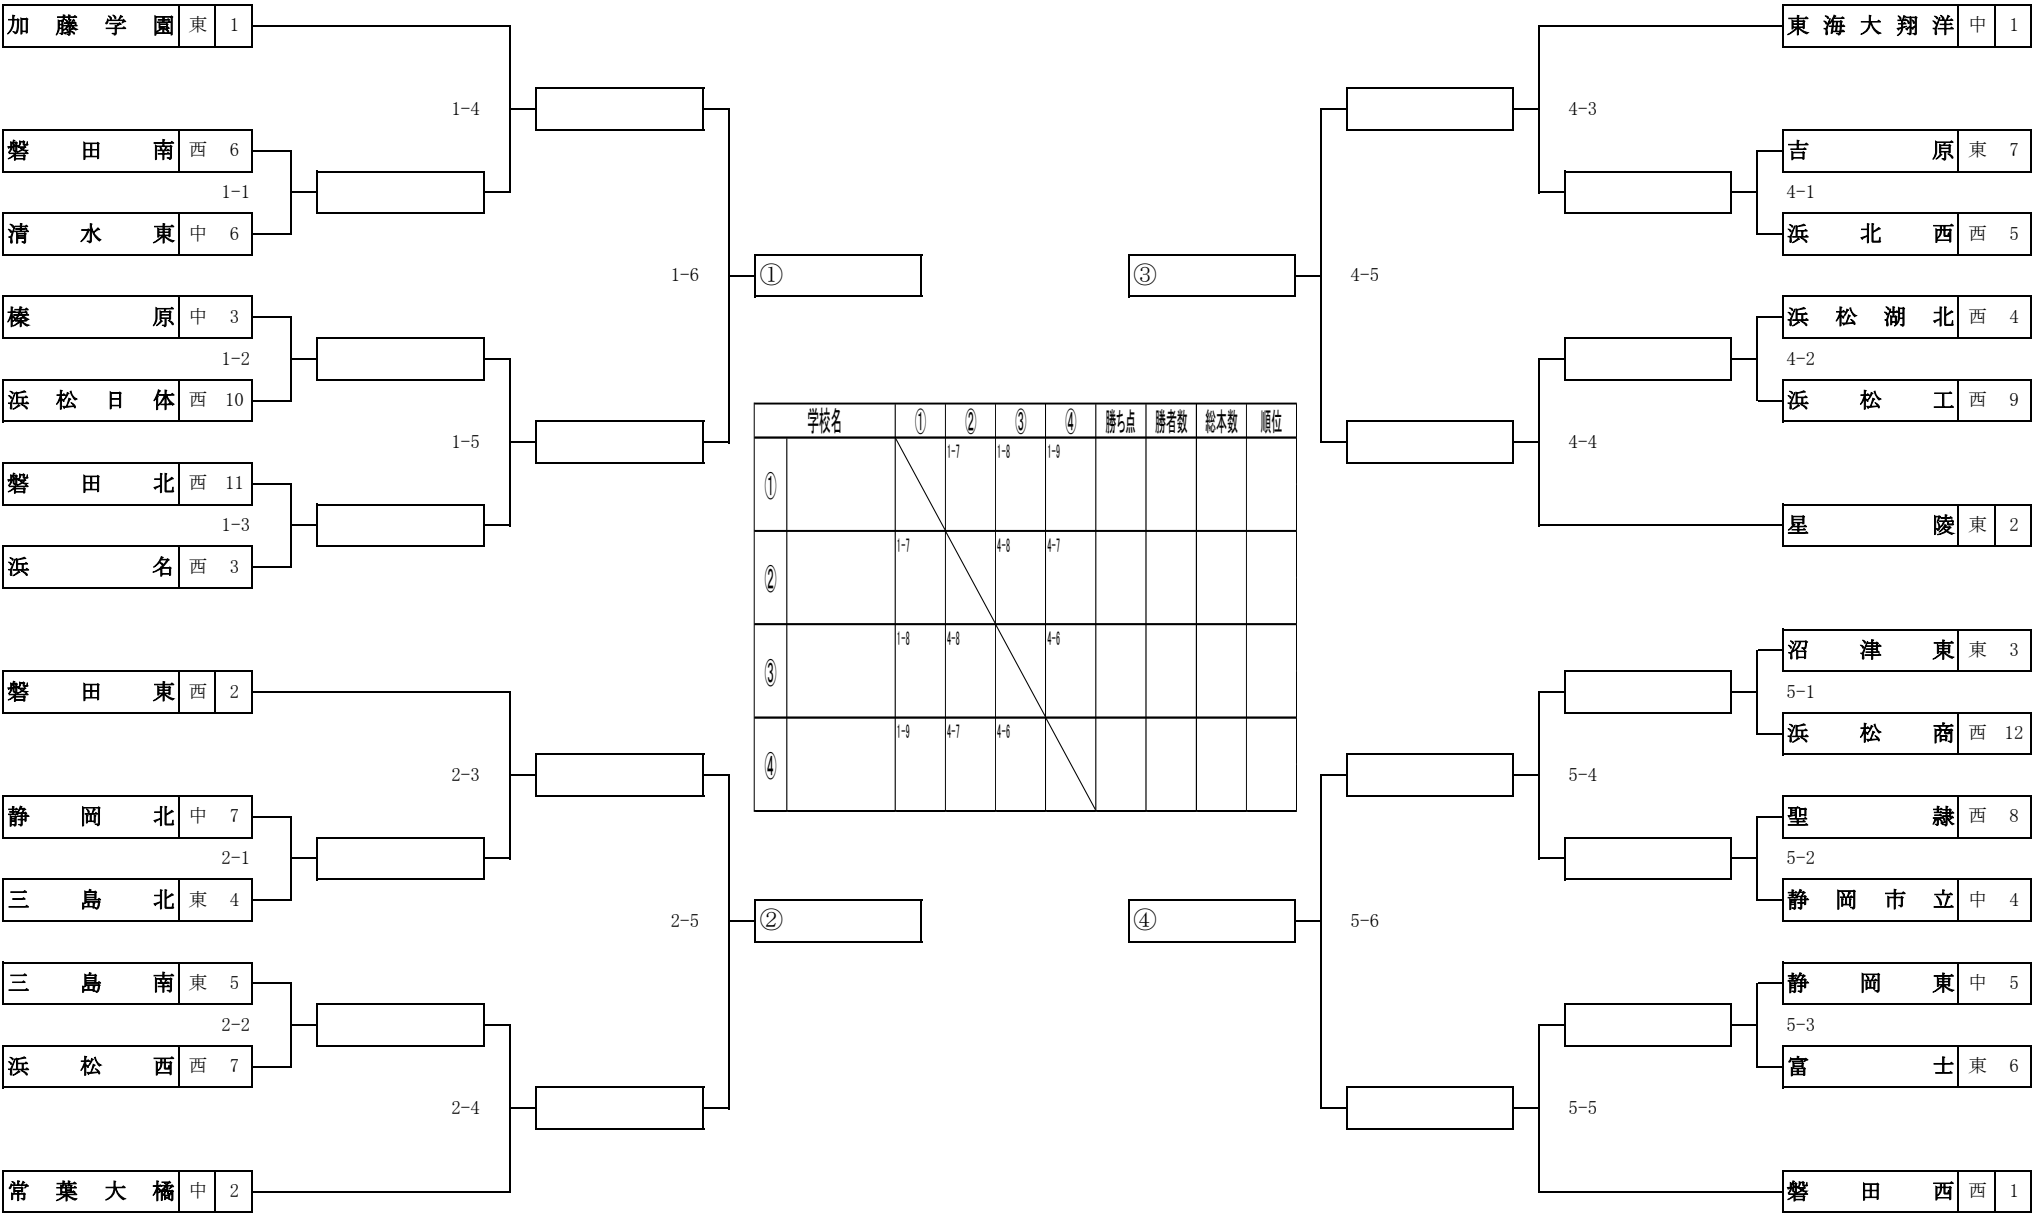 加藤学園 東 1
1-4
磐田南 西 6
1-1
清水東 中 6
1-6
①
榛原 中 3
1-2
浜松日体 西 10
1-5
磐田北 西 11
1-3
浜名 西 3
磐田東 西 2
2-3
静岡北 中 7
2-1
三島北 東 4
2-5
②
三島南 東 5
2-2
浜松西 西 7
2-4
常葉大橘 中 2
学校名 ① ② ③ ④ 勝ち点 勝者数 総本数 順位
① 1-7 1-8 1-9
② 1-7 4-8 4-7
③ 1-8 4-8 4-6
④ 1-9 4-7 4-6
東海大翔洋 中 1
4-3
吉原 東 7
4-1
浜北西 西 5
③
4-5
浜松湖北 西 4
4-2
浜松工 西 9
4-4
星陵 東 2
沼津東 東 3
5-1
浜松商 西 12
5-4
聖隷 西 8
5-2
静岡市立 中 4
④
5-6
静岡東 中 5
5-3
富士 東 6
5-5
磐田西 西 1